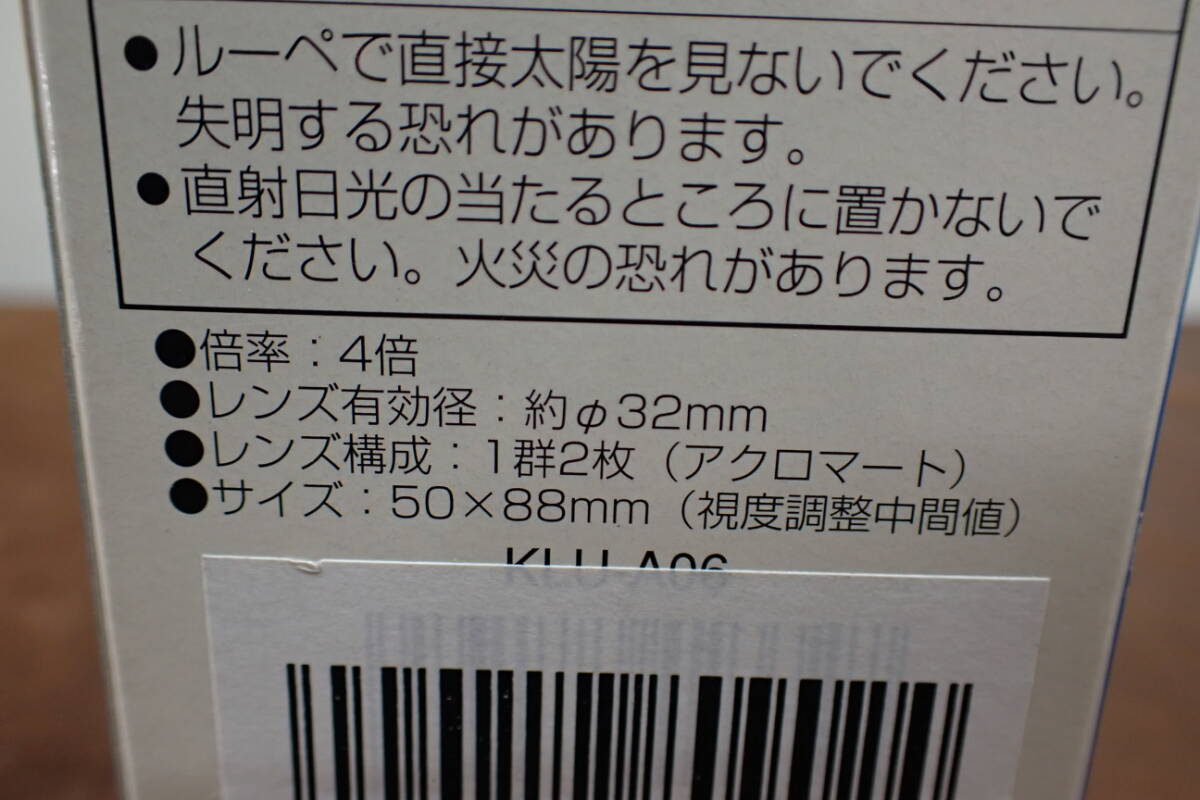 ●ルーペで直接太陽を見ないでください。
失明する恐れがあります。
●直射日光の当たるところに置かないで
ください。火災の恐れがあります。
●倍率：4倍
●レンズ有効径：約φ32mm
●レンズ構成：1群2枚（アクロマート）
●サイズ：50×88mm（視度調整中間値）
KLU-A06